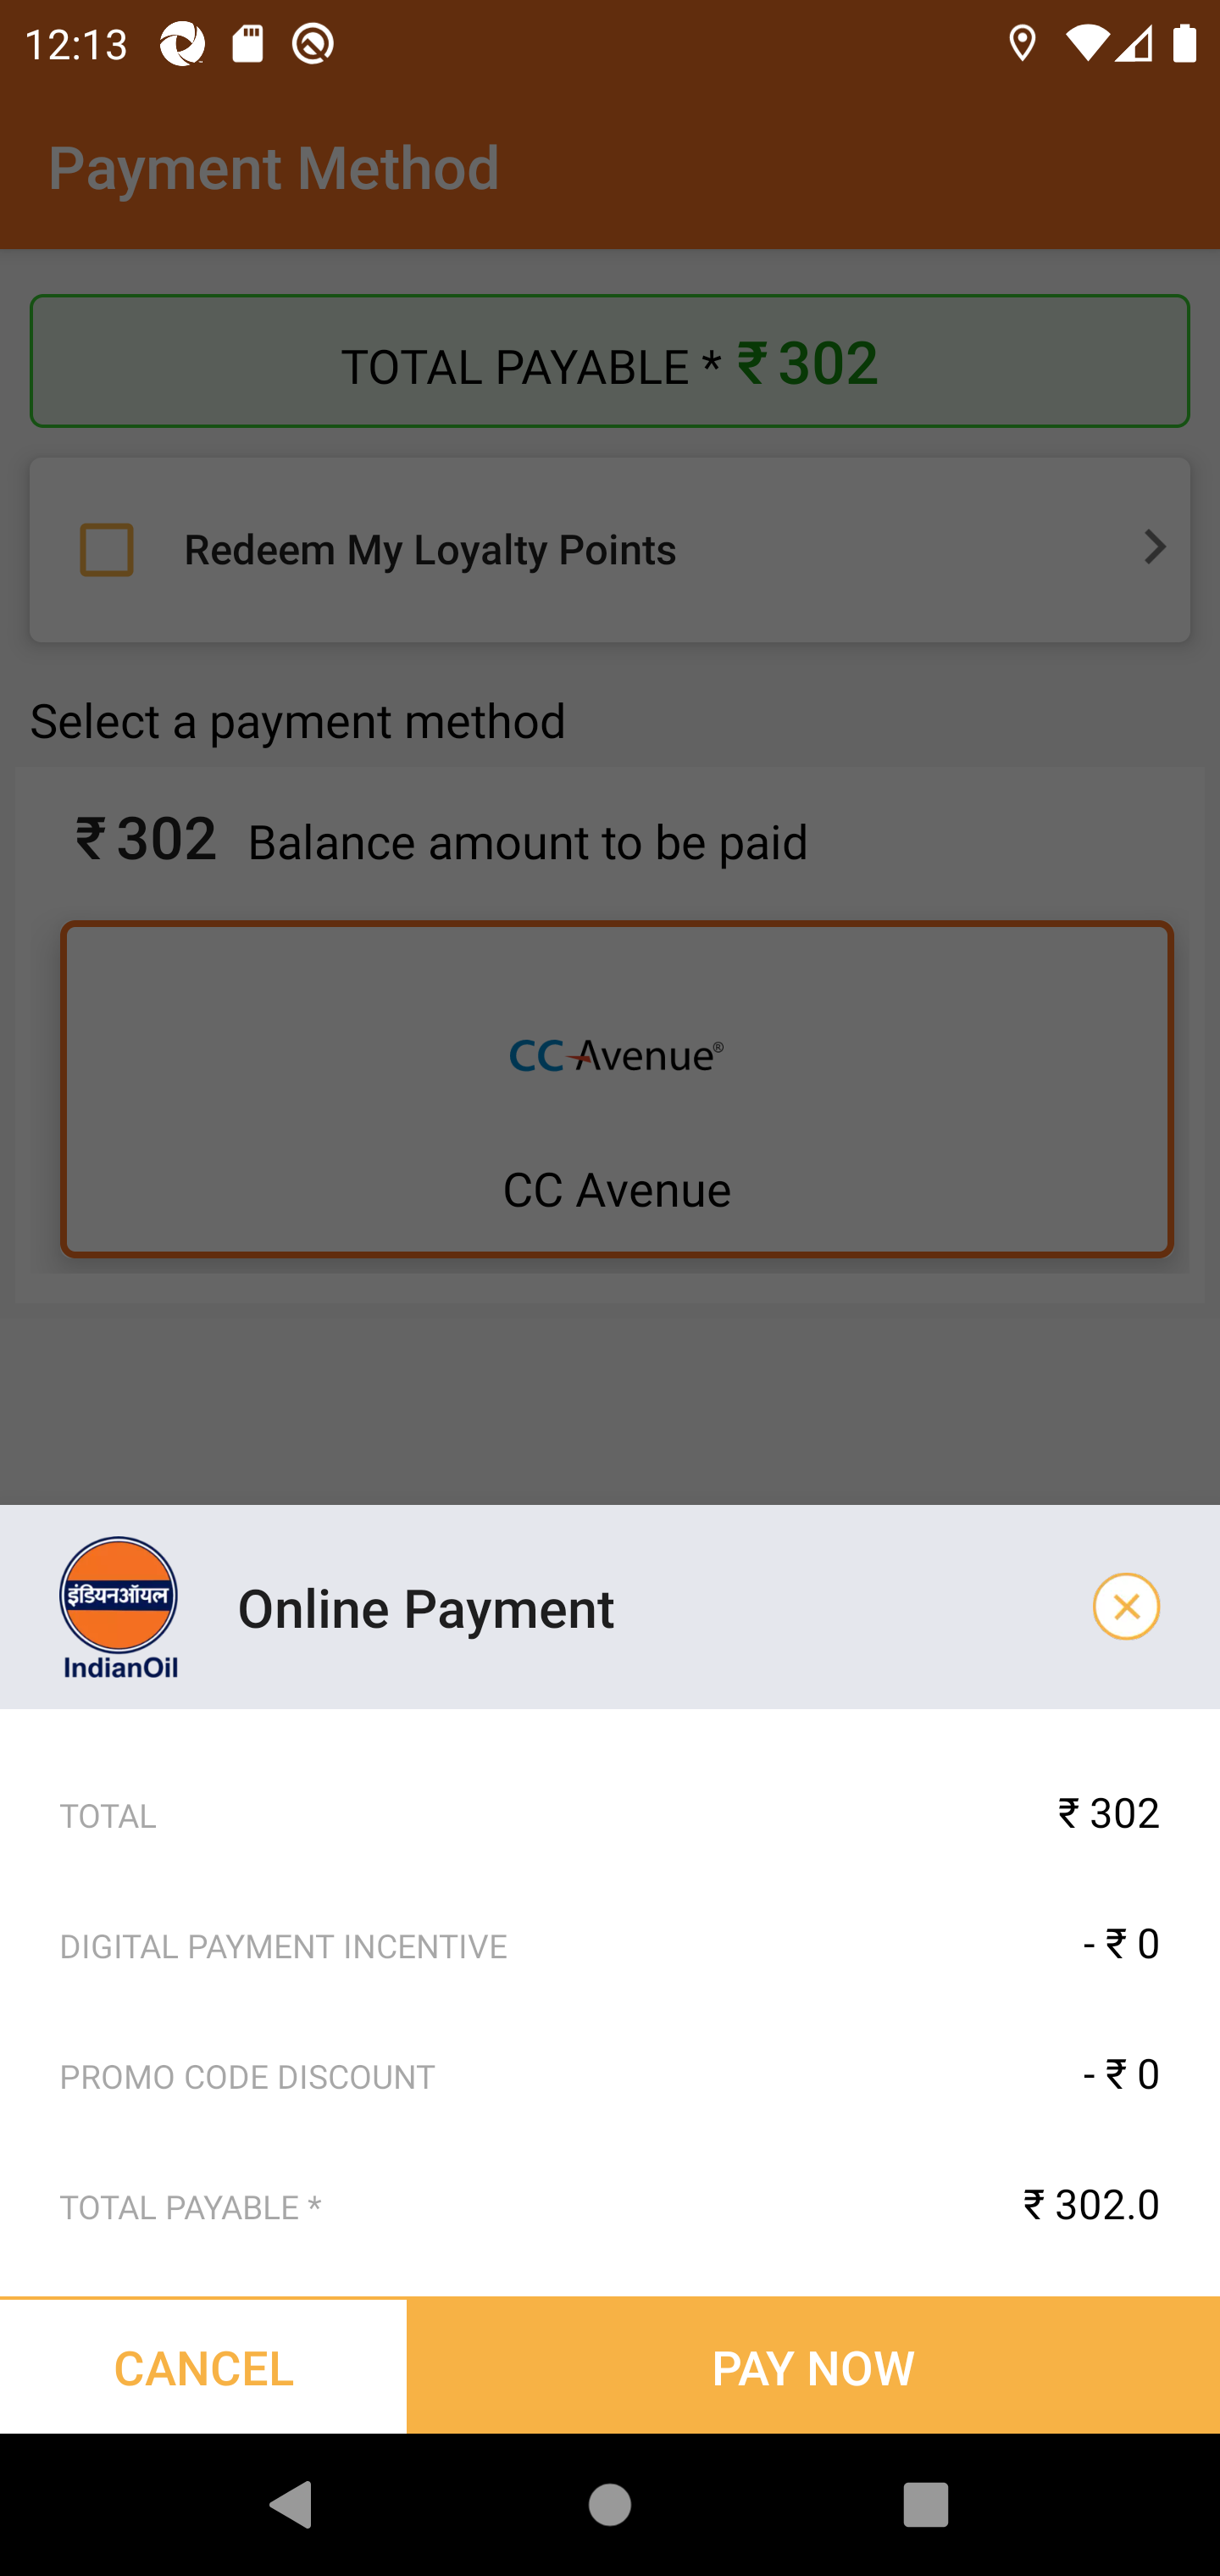 12:13
Payment Method
TOTAL PAYABLE * ₹ 302
Redeem My Loyalty Points
Select a payment method
₹ 302 Balance amount to be paid
CC Avenue®
CC Avenue
इंडियनऑयल
IndianOil
Online Payment
TOTAL ₹ 302
DIGITAL PAYMENT INCENTIVE - ₹ 0
PROMO CODE DISCOUNT - ₹ 0
TOTAL PAYABLE * ₹ 302.0
CANCEL PAY NOW